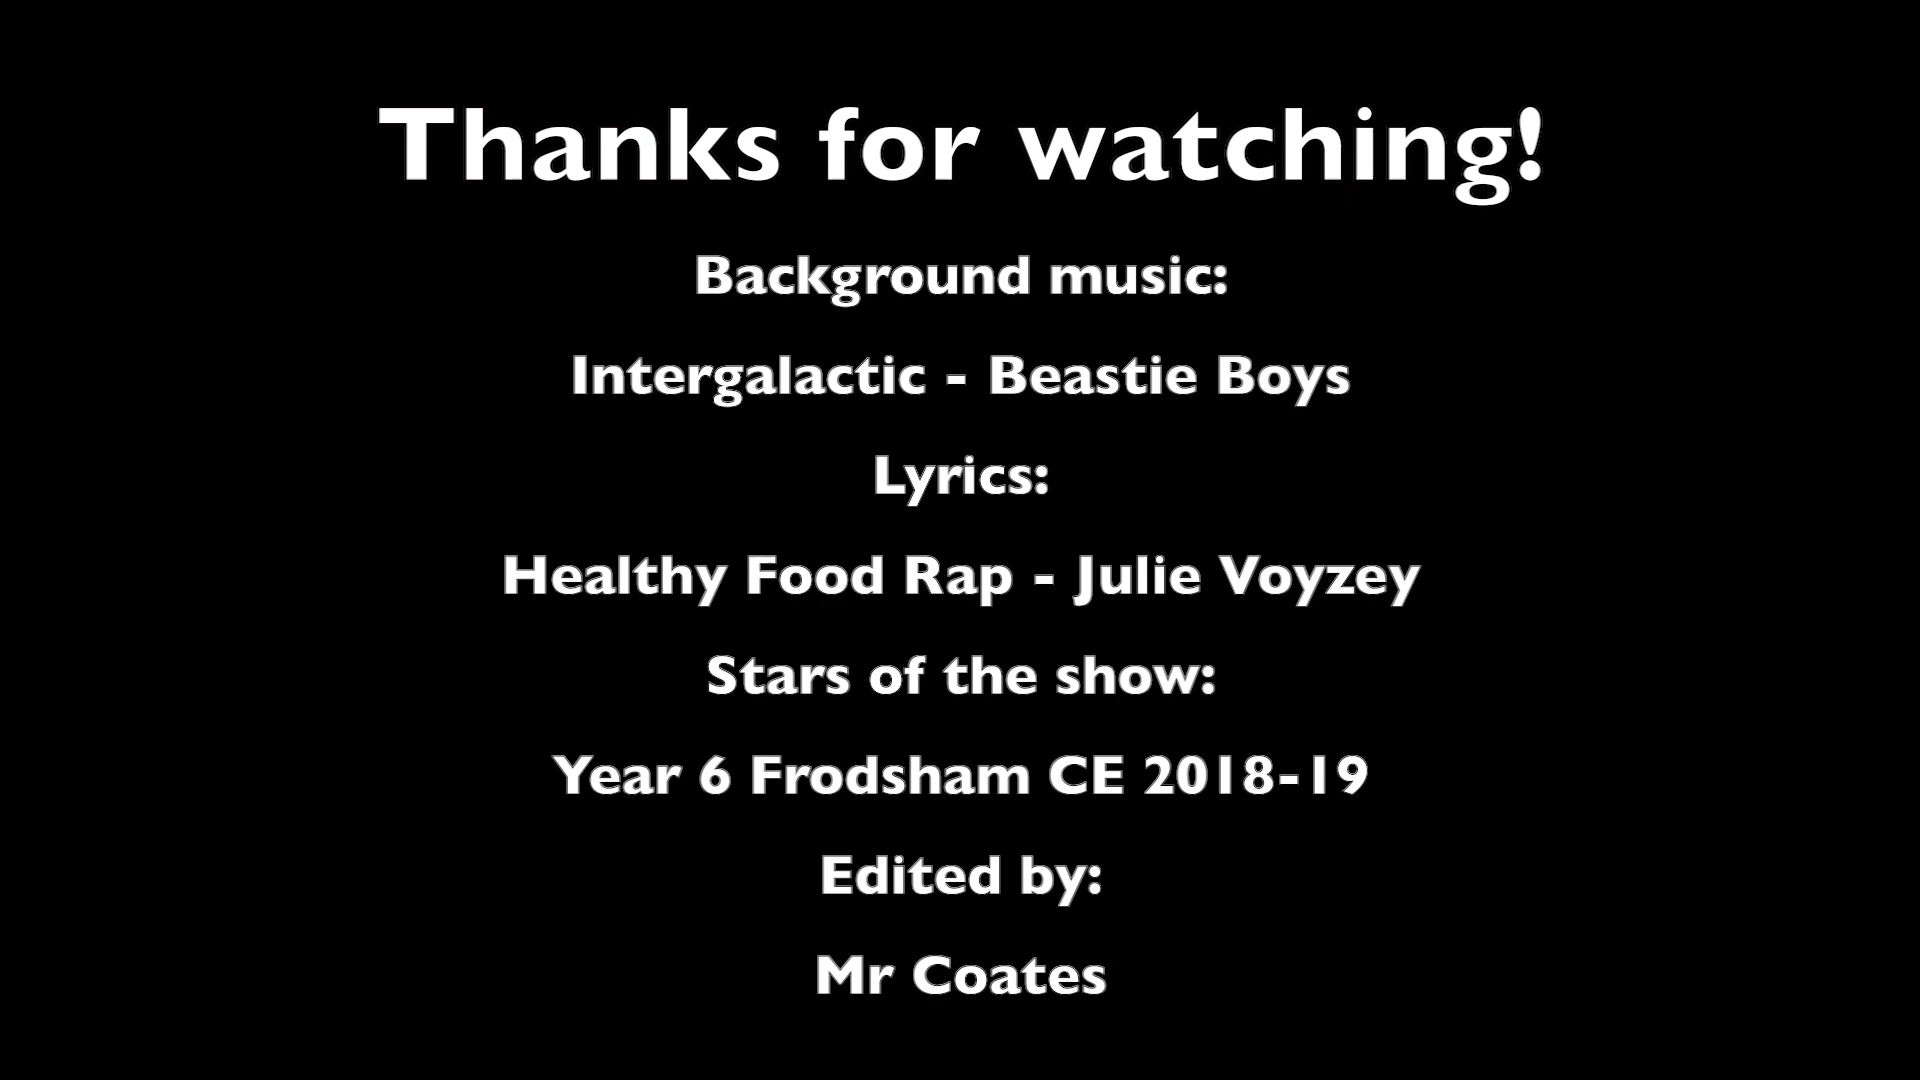 Thanks for watching!
Background music:
Intergalactic - Beastie Boys
Lyrics:
Healthy Food Rap - Julie Voyzey
Stars of the show:
Year 6 Frodsham CE 2018-19
Edited by:
Mr Coates